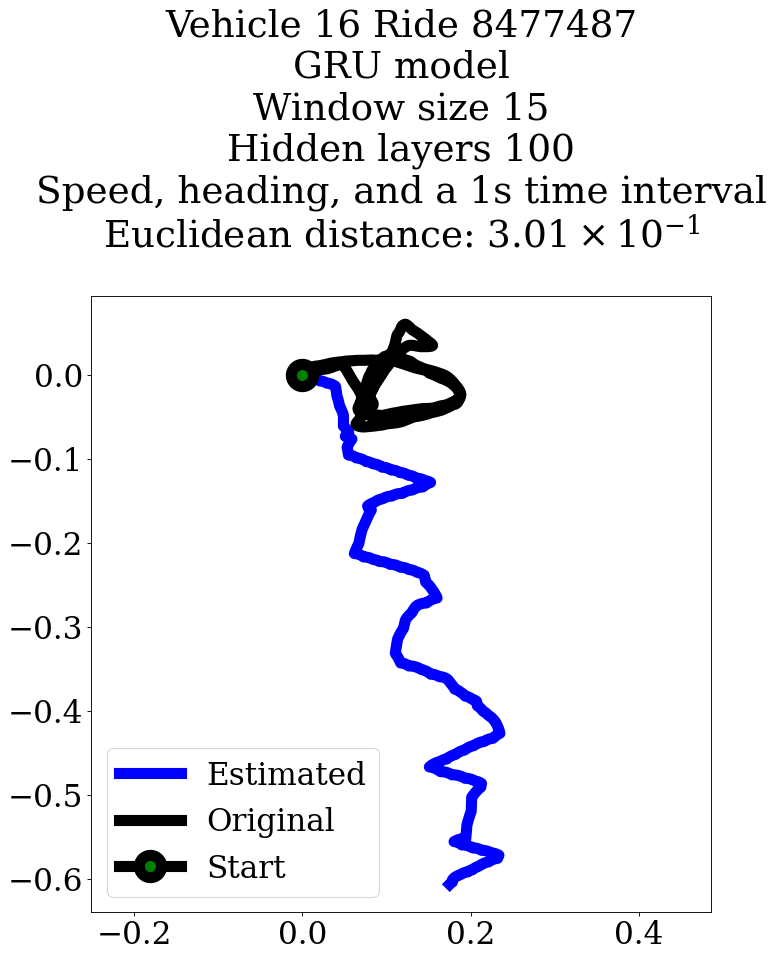 Vehicle 16 Ride 8477487
GRU model
Window size 15
Hidden layers 100
Speed, heading, and a 1s time interval
Euclidean distance: 3.01 × 10⁻¹
0.0
−0.1
−0.2
−0.3
−0.4
−0.5
−0.6
Estimated
Original
Start
−0.2 0.0 0.2 0.4